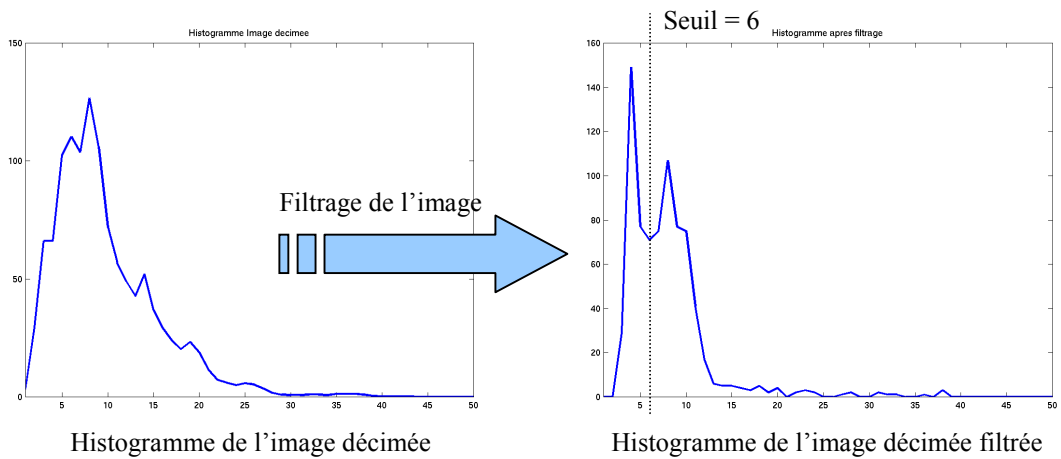 Seuil = 6
Histogramme Image decimee
150
100
50
0
5 10 15 20 25 30 35 40 45 50
Filtrage de l’image
Histogramme apres filtrage
160
140
120
100
80
60
40
20
0
5 10 15 20 25 30 35 40 45 50
Histogramme de l’image décimée
Histogramme de l’image décimée filtrée